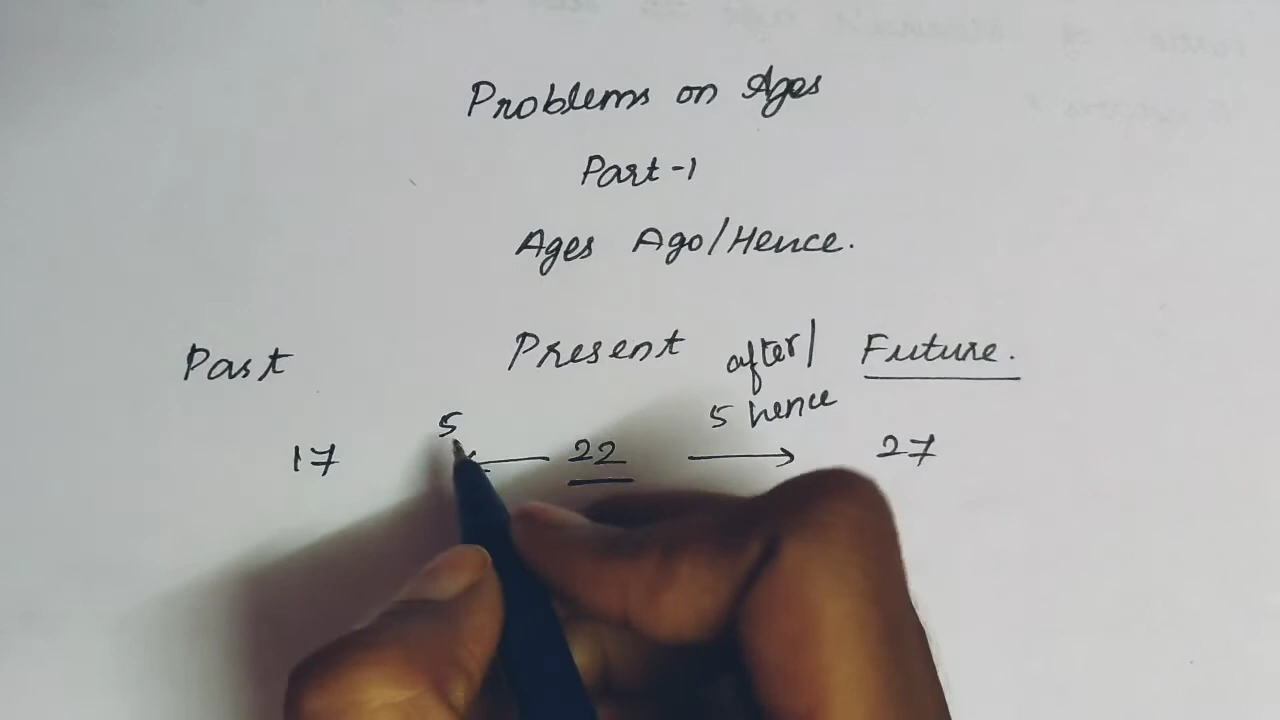 Problems on Ages
Part-1
Ages Ago/Hence.
Past Present after/ Future.
5 hence
5
17 22 27